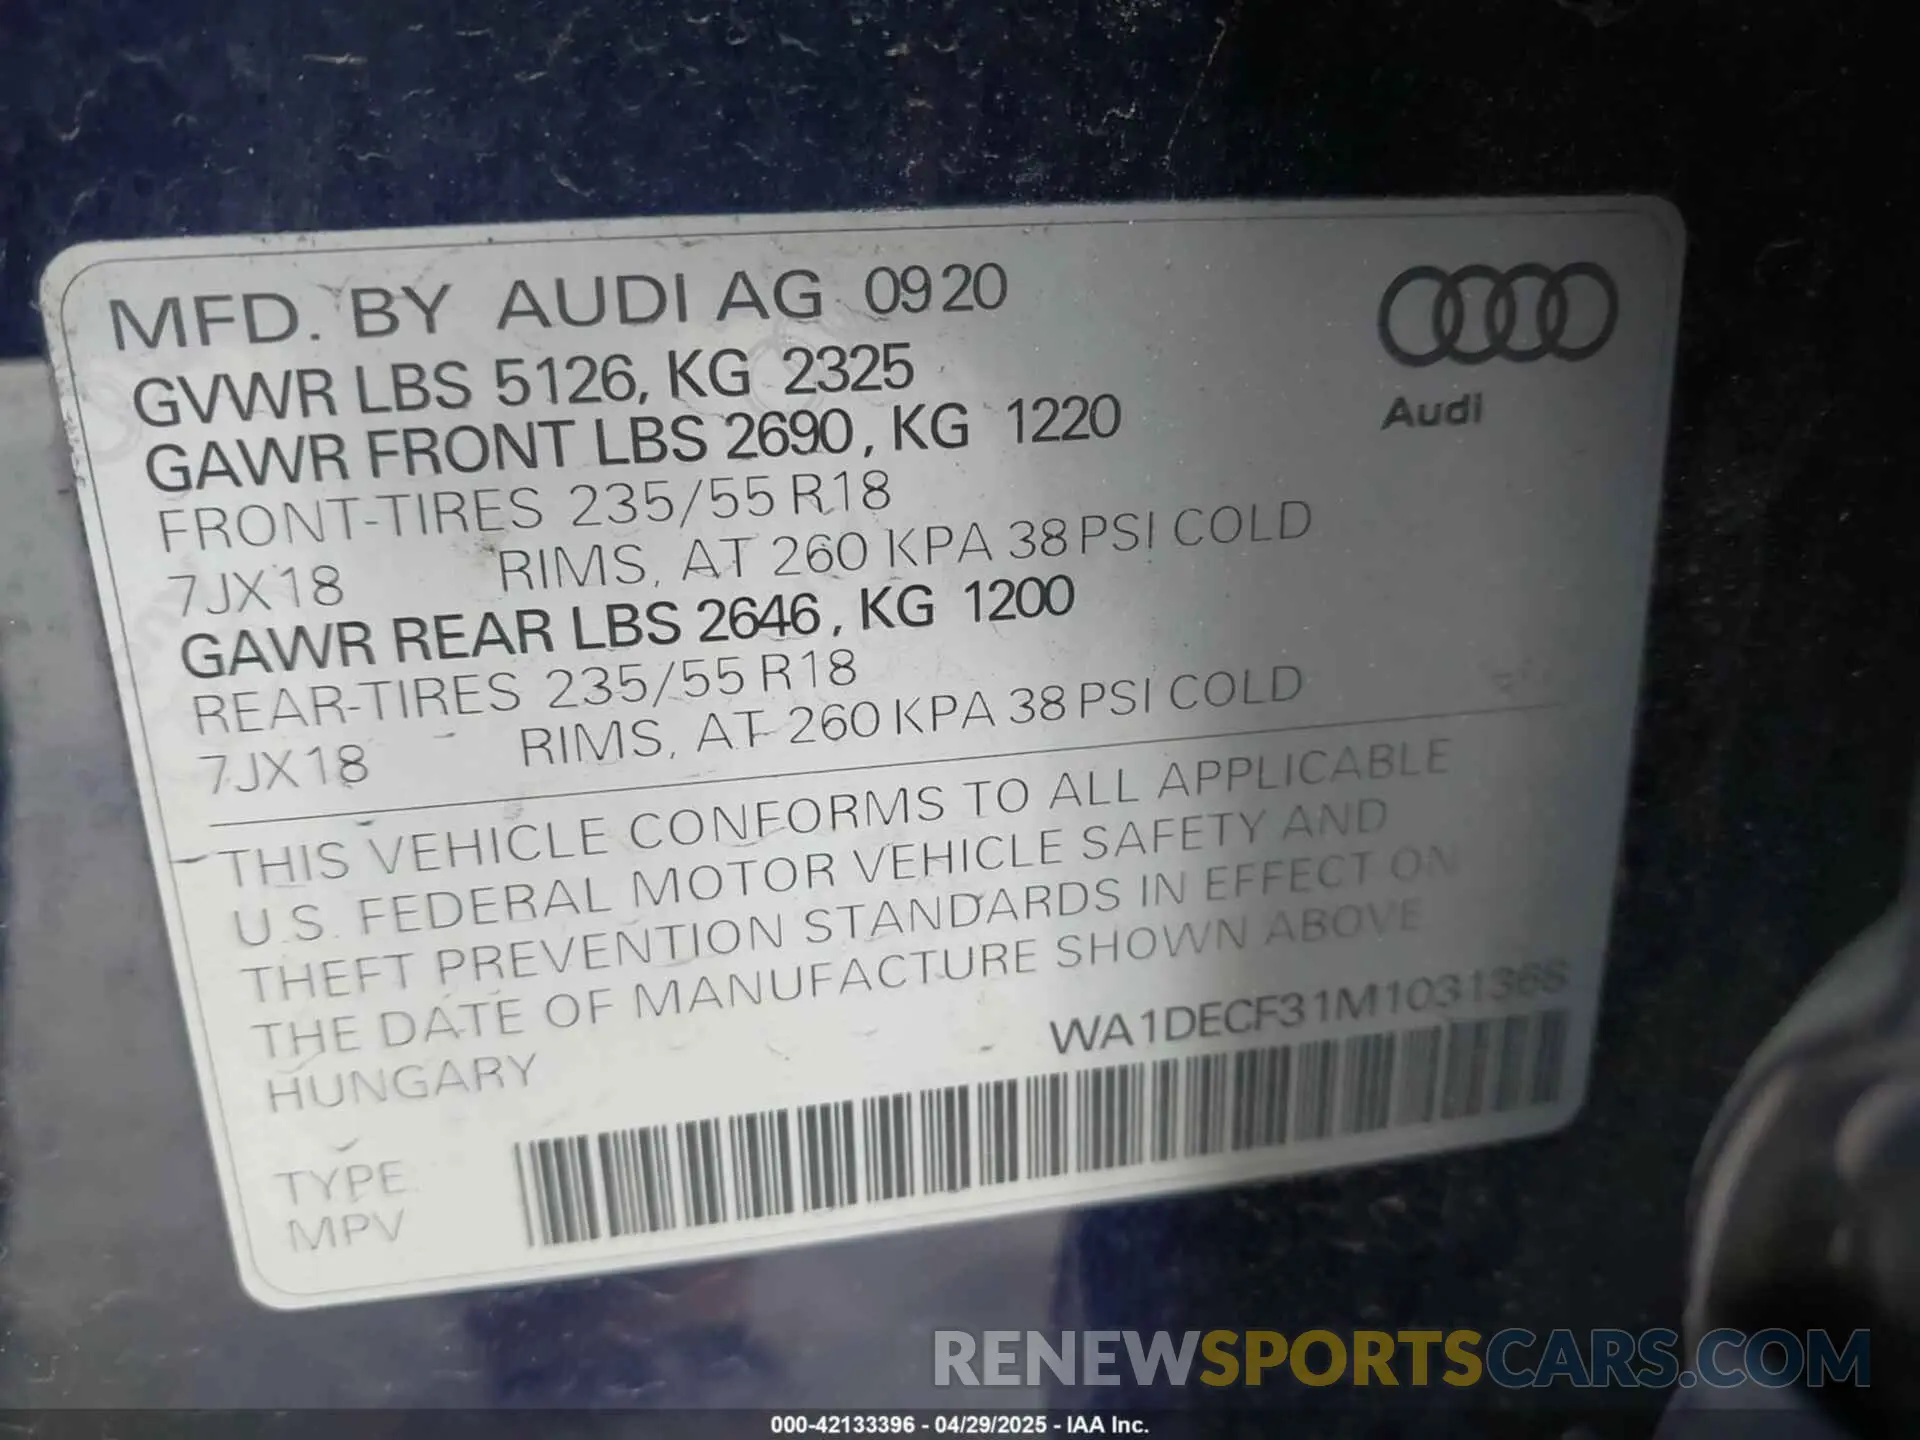 MFD. BY AUDI AG 0920
GVWR LBS 5126, KG 2325
GAWR FRONT LBS 2690, KG 1220
FRONT-TIRES 235/55 R18
7JX18 RIMS, AT 260 KPA 38 PSI COLD
GAWR REAR LBS 2646, KG 1200
REAR-TIRES 235/55 R18
7JX18 RIMS, AT 260 KPA 38 PSI COLD
Audi
THIS VEHICLE CONFORMS TO ALL APPLICABLE
U.S. FEDERAL MOTOR VEHICLE SAFETY AND
THEFT PREVENTION STANDARDS IN EFFECT ON
THE DATE OF MANUFACTURE SHOWN ABOVE
HUNGARY
WA1DECF31M1031368
TYPE
MPV
RENEWSPORTSCARS.COM
000-42133396 - 04/29/2025 - IAA Inc.